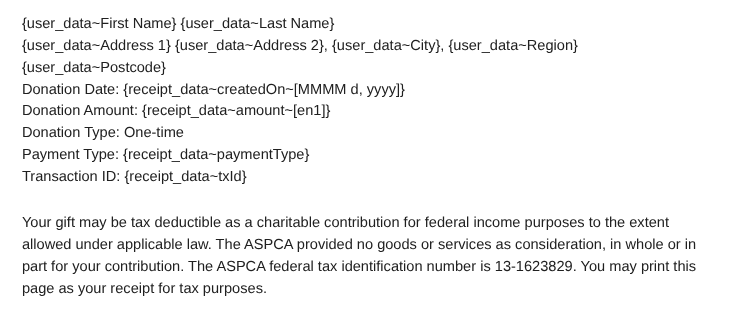 {user_data~First Name} {user_data~Last Name}
{user_data~Address 1} {user_data~Address 2}, {user_data~City}, {user_data~Region}
{user_data~Postcode}
Donation Date: {receipt_data~createdOn~[MMMM d, yyyy]}
Donation Amount: {receipt_data~amount~[en1]}
Donation Type: One-time
Payment Type: {receipt_data~paymentType}
Transaction ID: {receipt_data~txId}

Your gift may be tax deductible as a charitable contribution for federal income purposes to the extent
allowed under applicable law. The ASPCA provided no goods or services as consideration, in whole or in
part for your contribution. The ASPCA federal tax identification number is 13-1623829. You may print this
page as your receipt for tax purposes.